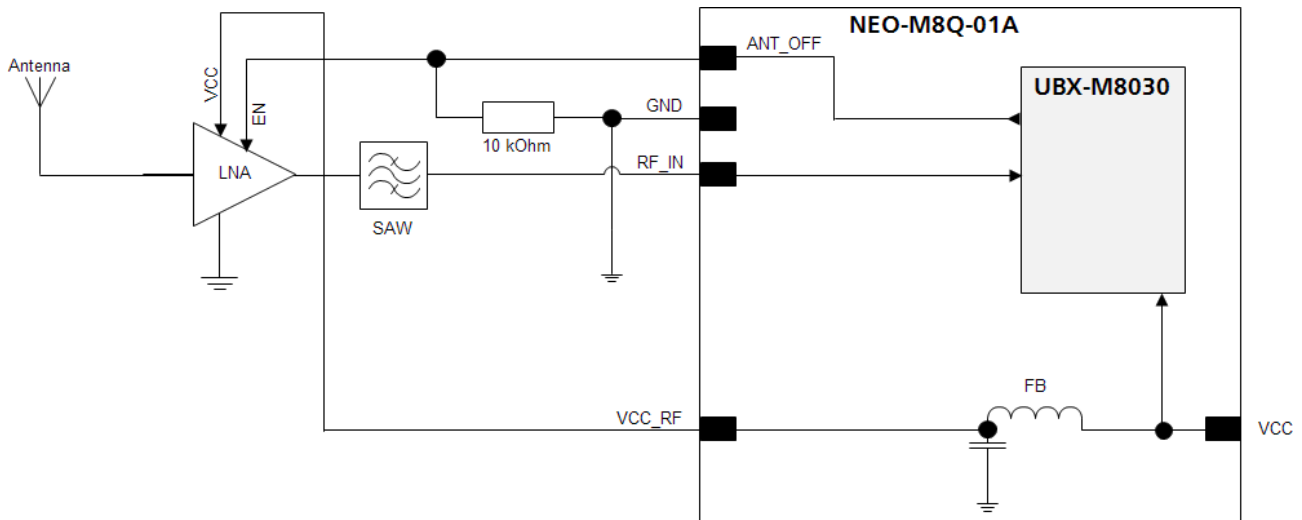 NEO-M8Q-01A
ANT_OFF
Antenna
VCC
EN
UBX-M8030
GND
10 kOhm
RF_IN
LNA
SAW
FB
VCC_RF
VCC